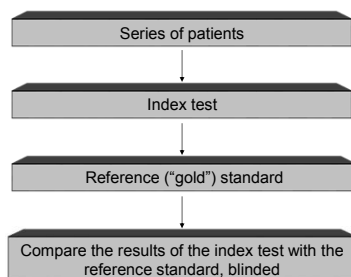 Series of patients
Index test
Reference (“gold”) standard
Compare the results of the index test with the
reference standard, blinded